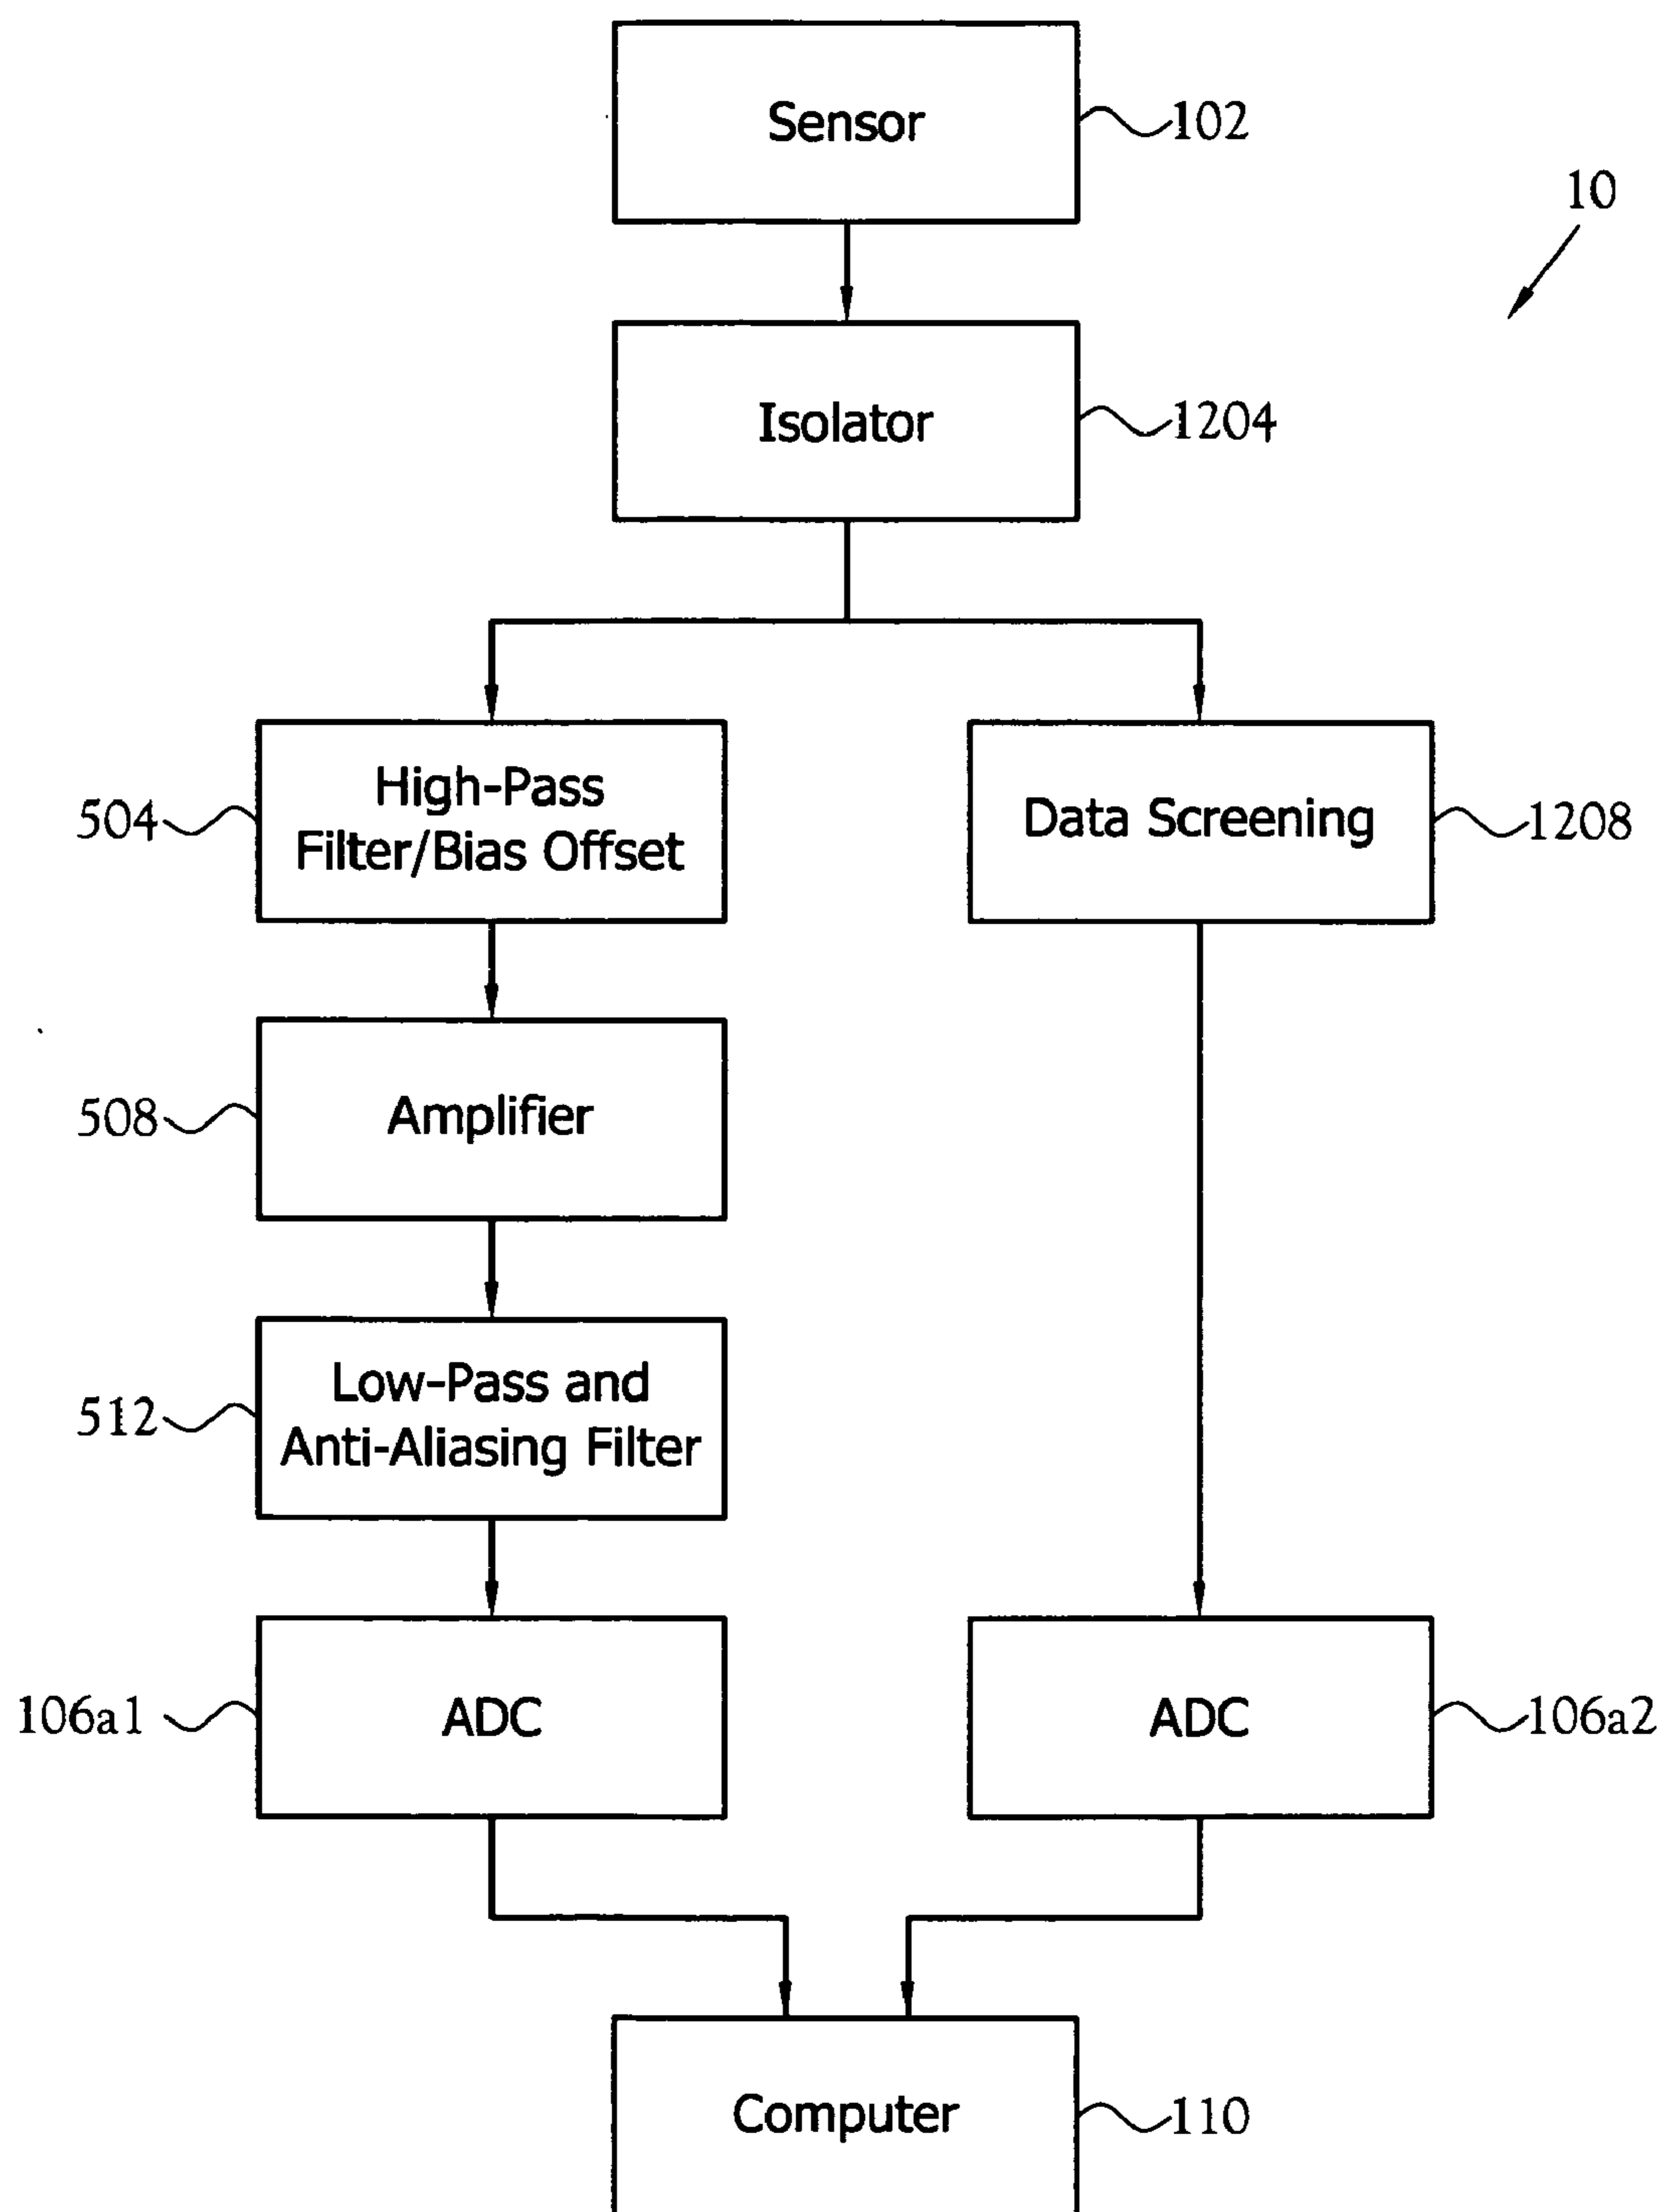 Sensor
102
10
Isolator
1204
High-Pass
Filter/Bias Offset
504
Data Screening
1208
Amplifier
508
Low-Pass and
Anti-Aliasing Filter
512
ADC
106a1
ADC
106a2
Computer
110